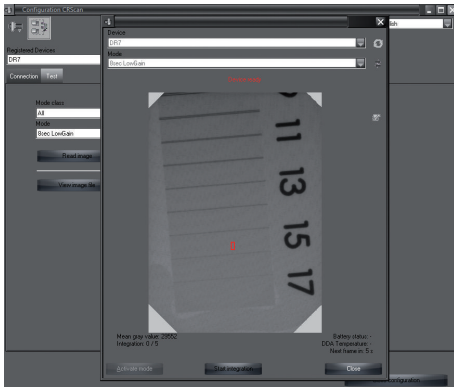 Configuration CRScan
lish
Registered Devices
DR7
Connection
Test
Mode class
All
Mode
8sec LowGain
Read image
View image file
Device
DR7
Mode
8sec LowGain
11
13
15
17
Mean gray value: 29552
Integration: 0 / 5
Battery status: -
DDA Temperature: -
Next frame in: 5 s
Activate mode
Start integration
Close
configuration